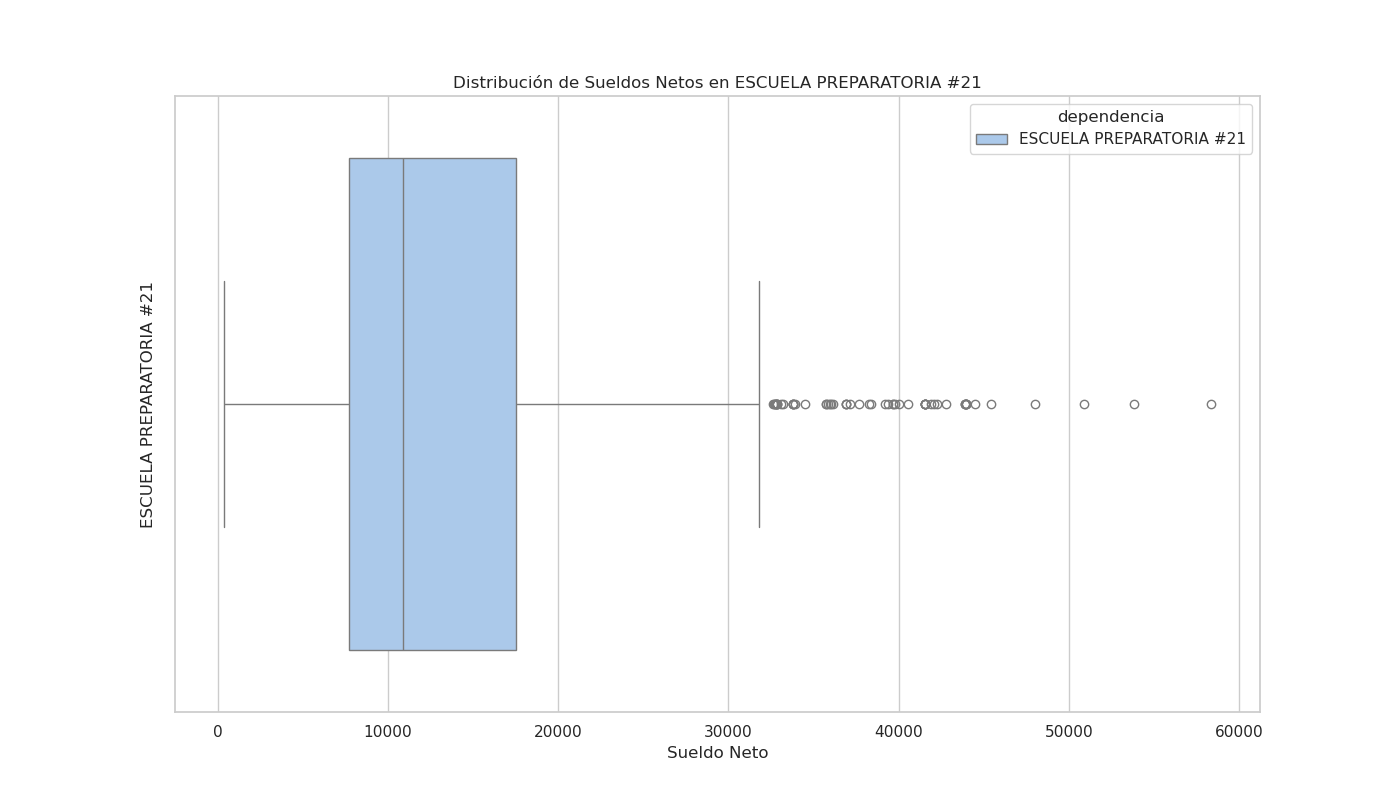 Distribución de Sueldos Netos en ESCUELA PREPARATORIA #21
dependencia
ESCUELA PREPARATORIA #21
ESCUELA PREPARATORIA #21
0
10000
20000
30000
40000
50000
60000
Sueldo Neto